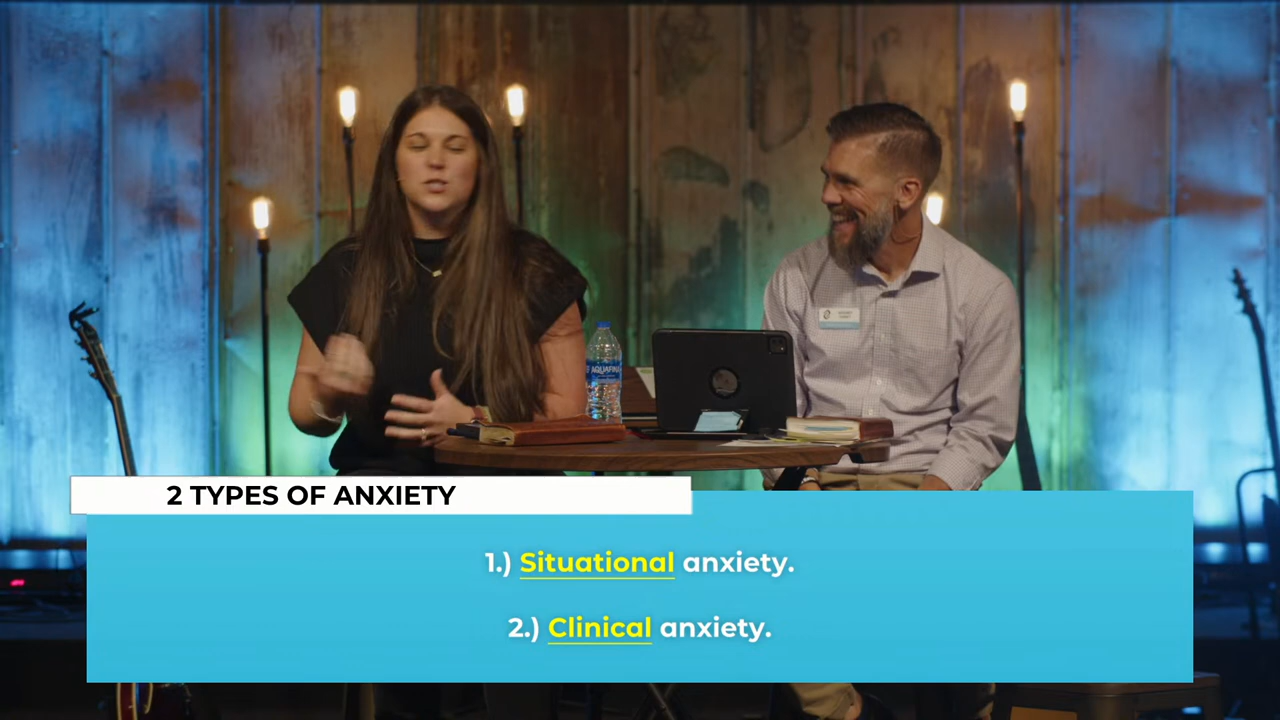 AQUAFINA
2 TYPES OF ANXIETY
1.) Situational anxiety.
2.) Clinical anxiety.